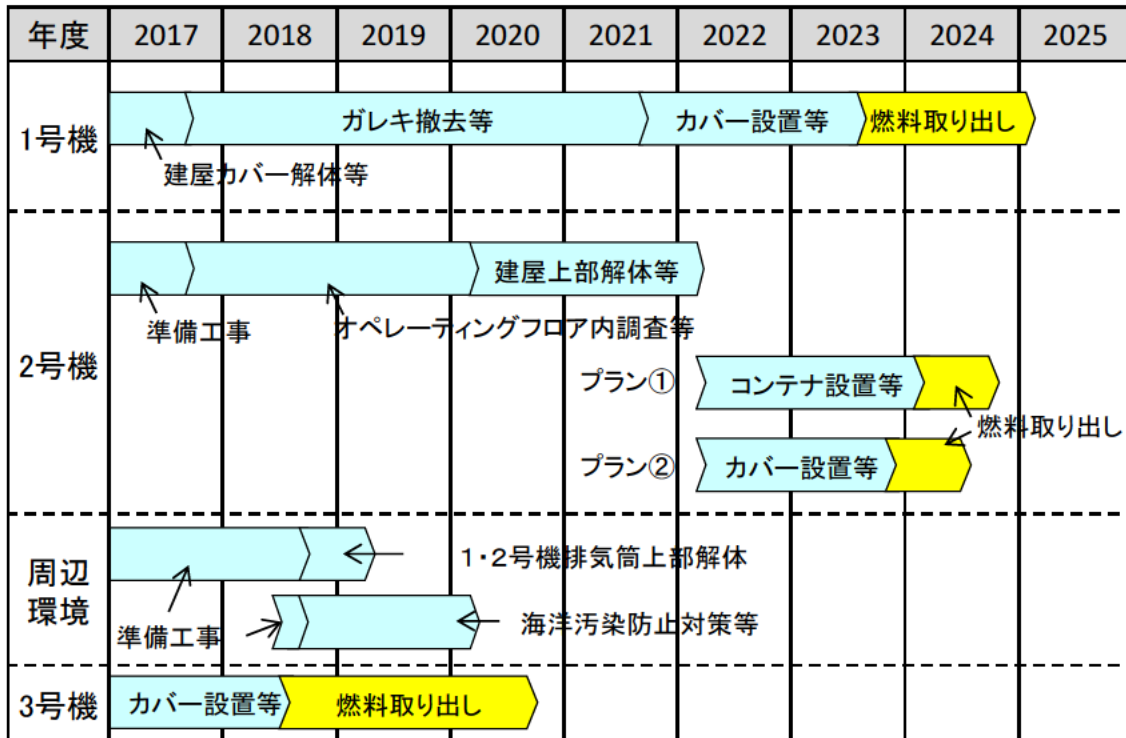 年度 2017 2018 2019 2020 2021 2022 2023 2024 2025
1号機
ガレキ撤去等 カバー設置等 燃料取り出し
建屋カバー解体等
2号機
建屋上部解体等
準備工事 オペレーティングフロア内調査等
プラン① コンテナ設置等
燃料取り出し
プラン② カバー設置等
周辺
環境
1・2号機排気筒上部解体
準備工事 海洋汚染防止対策等
3号機 カバー設置等 燃料取り出し